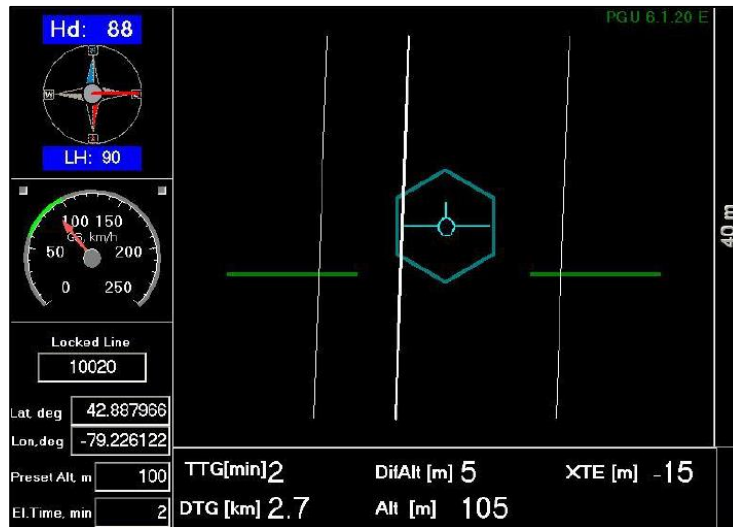 PGU 6.1.20 E
Hd: 88
W
LH: 90
100 150
GS, km/h
50 200
0 250
40 m
Locked Line
10020
Lat, deg 42.887966
Lon,deg -79.226122
Preset Alt, m 100
El.Time, min 2
TTG[min]2 DifAlt [m] 5 XTE [m] -15
DTG [km] 2.7 Alt [m] 105